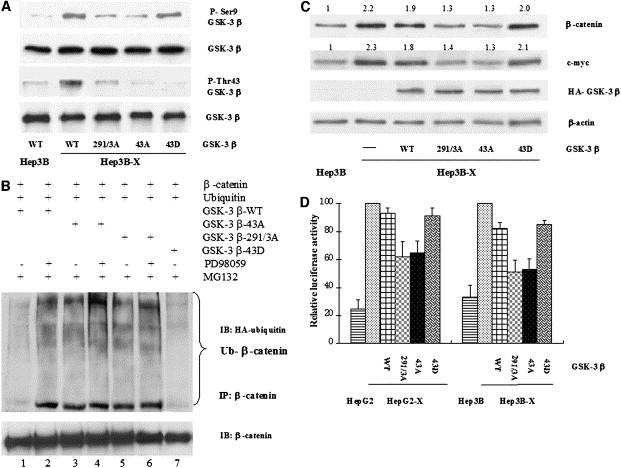 A
P- Ser9
GSK-3 β
GSK-3 β
P-Thr43
GSK-3 β
GSK-3 β
WT WT 291/3A 43A 43D GSK-3 β
Hep3B Hep3B-X
B
+ + + + + + + β-catenin
+ + + + + + + Ubiquitin
+ + GSK-3 β-WT
+ + GSK-3 β-43A
+ + GSK-3 β-291/3A
+ GSK-3 β-43D
- + - + - + - PD98059
+ + + + + + + MG132
IB: HA-ubiquitin
Ub- β-catenin
IP: β-catenin
IB: β-catenin
1 2 3 4 5 6 7
C
1 2.2 1.9 1.3 1.3 2.0
β-catenin
1 2.3 1.8 1.4 1.3 2.1
c-myc
HA- GSK-3 β
β-actin
— WT 291/3A 43A 43D GSK-3 β
Hep3B Hep3B-X
D
Relative luciferase activity
100
80
60
40
20
0
WT 291/3A 43A 43D WT 291/3A 43A 43D GSK-3 β
HepG2 HepG2-X Hep3B Hep3B-X